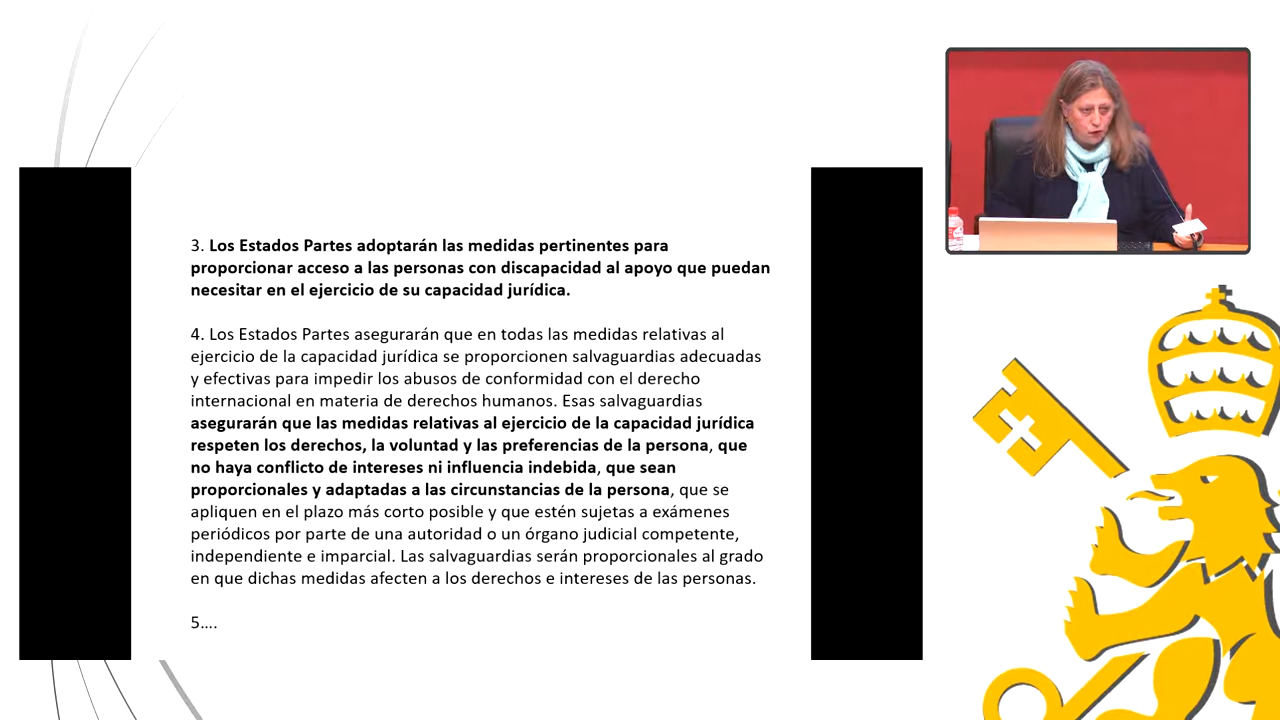 3. Los Estados Partes adoptarán las medidas pertinentes para
proporcionar acceso a las personas con discapacidad al apoyo que puedan
necesitar en el ejercicio de su capacidad jurídica.
4. Los Estados Partes asegurarán que en todas las medidas relativas al
ejercicio de la capacidad jurídica se proporcionen salvaguardias adecuadas
y efectivas para impedir los abusos de conformidad con el derecho
internacional en materia de derechos humanos. Esas salvaguardias
asegurarán que las medidas relativas al ejercicio de la capacidad jurídica
respeten los derechos, la voluntad y las preferencias de la persona, que
no haya conflicto de intereses ni influencia indebida, que sean
proporcionales y adaptadas a las circunstancias de la persona, que se
apliquen en el plazo más corto posible y que estén sujetas a exámenes
periódicos por parte de una autoridad o un órgano judicial competente,
independiente e imparcial. Las salvaguardias serán proporcionales al grado
en que dichas medidas afecten a los derechos e intereses de las personas.
5....